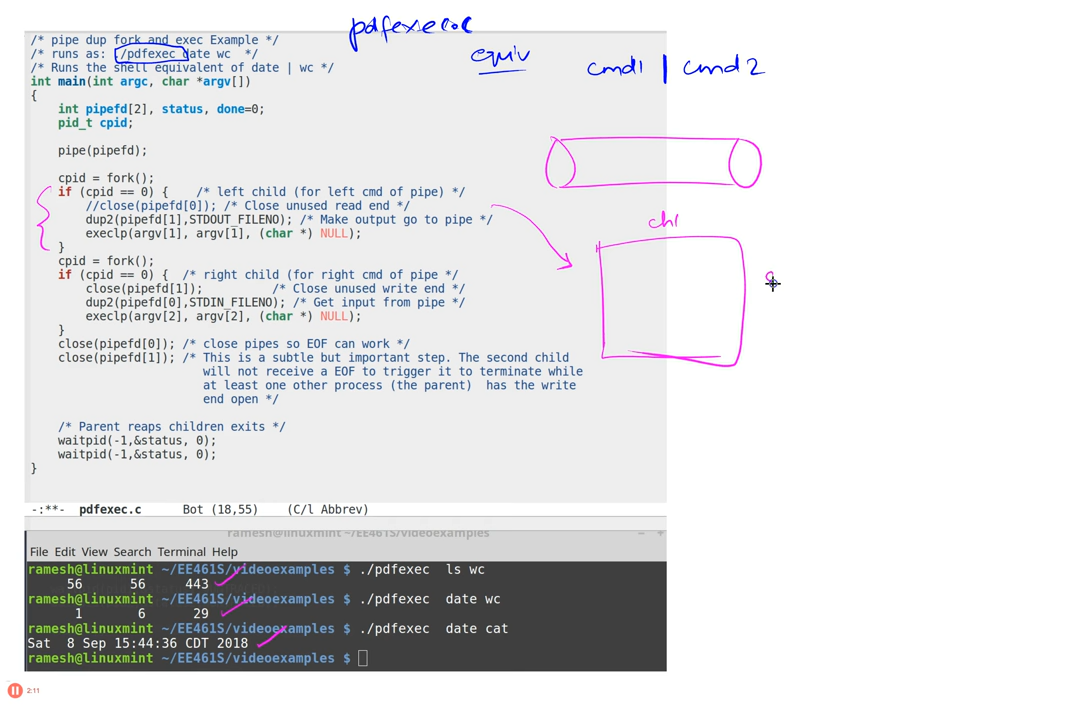 pdfexec.c
equiv
cmd1 | cmd2
/* pipe dup fork and exec Example */
/* runs as: ./pdfexec date wc  */
/* Runs the shell equivalent of date | wc */
int main(int argc, char *argv[])
{
    int pipefd[2], status, done=0;
    pid_t cpid;
    pipe(pipefd);
    cpid = fork();
    if (cpid == 0) {    /* left child (for left cmd of pipe) */
        //close(pipefd[0]); /* Close unused read end */
        dup2(pipefd[1],STDOUT_FILENO); /* Make output go to pipe */
        execlp(argv[1], argv[1], (char *) NULL);
    }
    cpid = fork();
    if (cpid == 0) {  /* right child (for right cmd of pipe */
        close(pipefd[1]);          /* Close unused write end */
        dup2(pipefd[0],STDIN_FILENO); /* Get input from pipe */
        execlp(argv[2], argv[2], (char *) NULL);
    }
    close(pipefd[0]); /* close pipes so EOF can work */
    close(pipefd[1]); /* This is a subtle but important step. The second child
                         will not receive a EOF to trigger it to terminate while
                         at least one other process (the parent)  has the write
                         end open */
    /* Parent reaps children exits */
    waitpid(-1,&status, 0);
    waitpid(-1,&status, 0);
}
ch1
-:**-  pdfexec.c      Bot (18,55)    (C/l Abbrev)
ramesh@linuxmint ~/EE461S/videoexamples
File Edit View Search Terminal Help
ramesh@linuxmint ~/EE461S/videoexamples $ ./pdfexec  ls wc
     56      56     443
ramesh@linuxmint ~/EE461S/videoexamples $ ./pdfexec  date wc
      1       6      29
ramesh@linuxmint ~/EE461S/videoexamples $ ./pdfexec  date cat
Sat  8 Sep 15:44:36 CDT 2018
ramesh@linuxmint ~/EE461S/videoexamples $
2:11